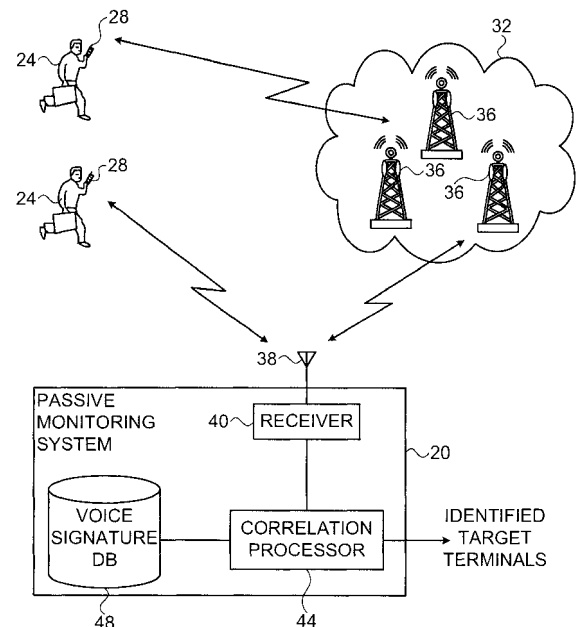 28
32
24
36
28
36
36
24
38
PASSIVE
MONITORING
SYSTEM
40
RECEIVER
20
VOICE
SIGNATURE
DB
CORRELATION
PROCESSOR
IDENTIFIED
TARGET
TERMINALS
48
44